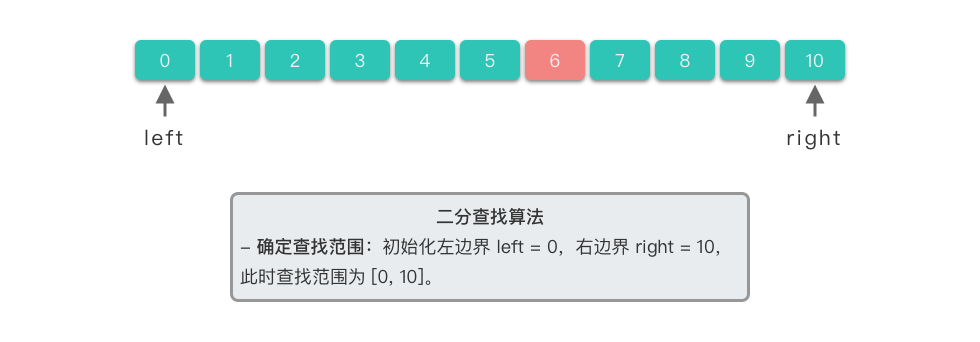 0 1 2 3 4 5 6 7 8 9 10
left right
二分查找算法
– 确定查找范围：初始化左边界 left = 0，右边界 right = 10，
此时查找范围为 [0, 10]。